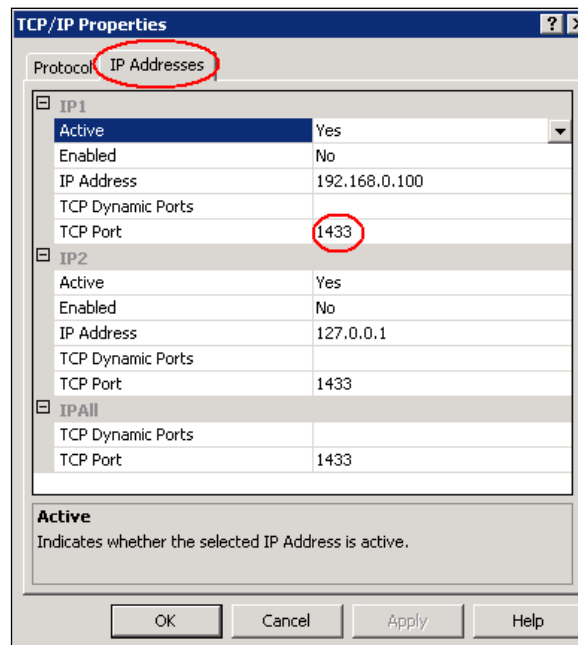 TCP/IP Properties
Protocol IP Addresses
IP1
Active Yes
Enabled No
IP Address 192.168.0.100
TCP Dynamic Ports
TCP Port 1433
IP2
Active Yes
Enabled No
IP Address 127.0.0.1
TCP Dynamic Ports
TCP Port 1433
IPAll
TCP Dynamic Ports
TCP Port 1433
Active
Indicates whether the selected IP Address is active.
OK Cancel Apply Help